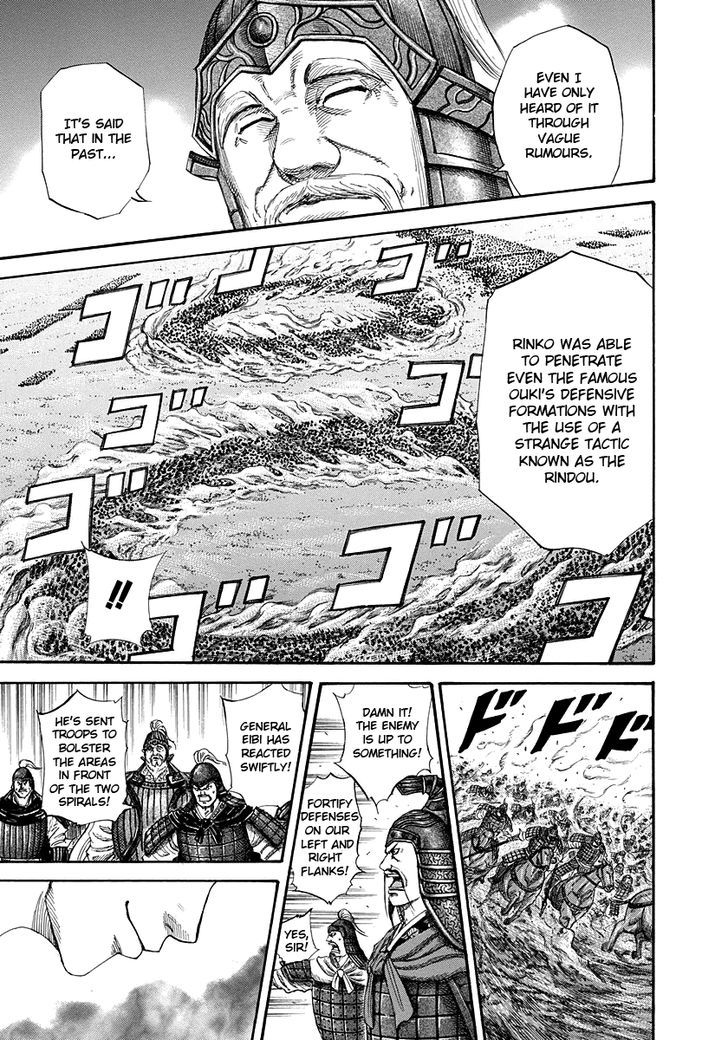 EVEN I
HAVE ONLY
HEARD OF IT
THROUGH
VAGUE
RUMOURS.
IT'S SAID
THAT IN THE
PAST...
RINKO WAS ABLE
TO PENETRATE
EVEN THE FAMOUS
OUKI'S DEFENSIVE
FORMATIONS WITH
THE USE OF A
STRANGE TACTIC
KNOWN AS THE
RINDOU.
ゴゴゴゴゴゴゴゴ
!!
ドドド
DAMN IT!
THE ENEMY
IS UP TO
SOMETHING!
FORTIFY
DEFENSES
ON OUR
LEFT AND
RIGHT
FLANKS!
YES,
SIR!
GENERAL
EIBI HAS
REACTED
SWIFTLY!
HE'S SENT
TROOPS TO
BOLSTER
THE AREAS
IN FRONT
OF THE TWO
SPIRALS!